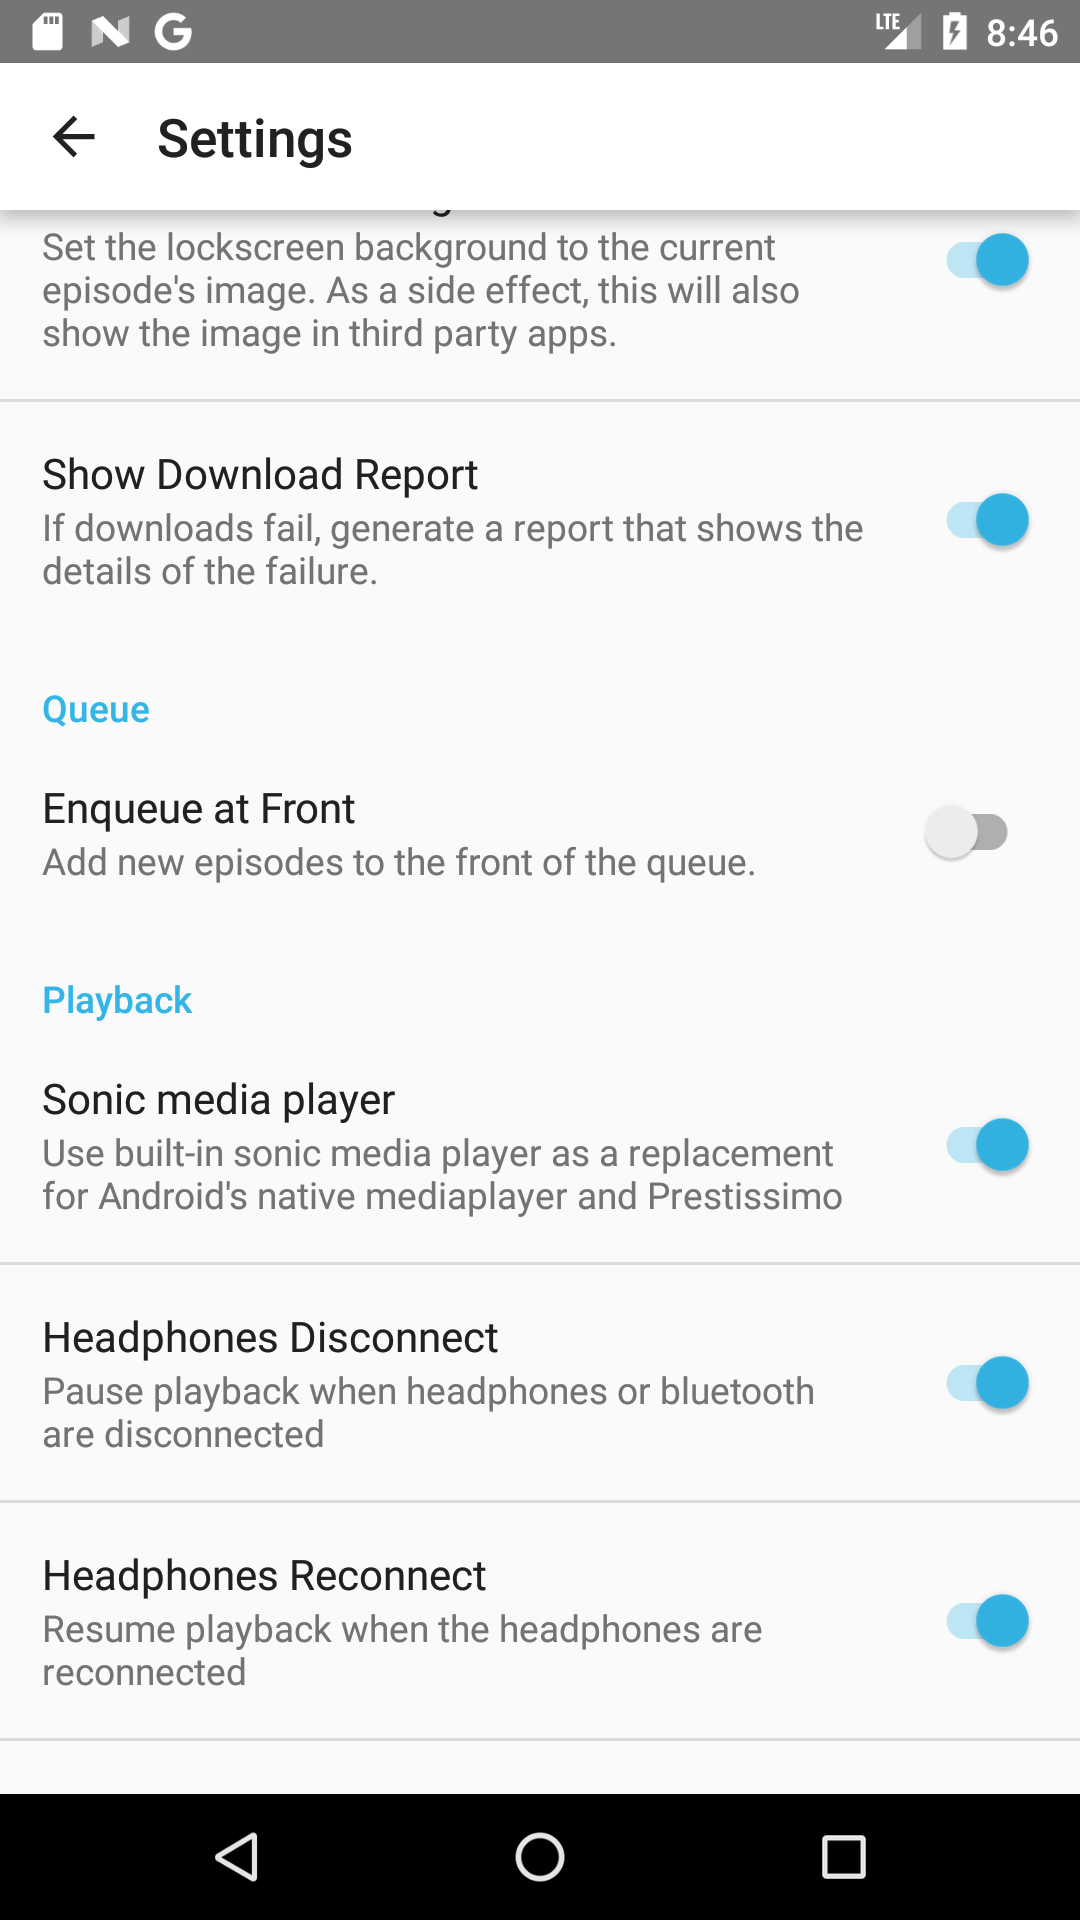 LTE 8:46
Settings
Set the lockscreen background to the current
episode's image. As a side effect, this will also
show the image in third party apps.
Show Download Report
If downloads fail, generate a report that shows the
details of the failure.
Queue
Enqueue at Front
Add new episodes to the front of the queue.
Playback
Sonic media player
Use built-in sonic media player as a replacement
for Android's native mediaplayer and Prestissimo
Headphones Disconnect
Pause playback when headphones or bluetooth
are disconnected
Headphones Reconnect
Resume playback when the headphones are
reconnected